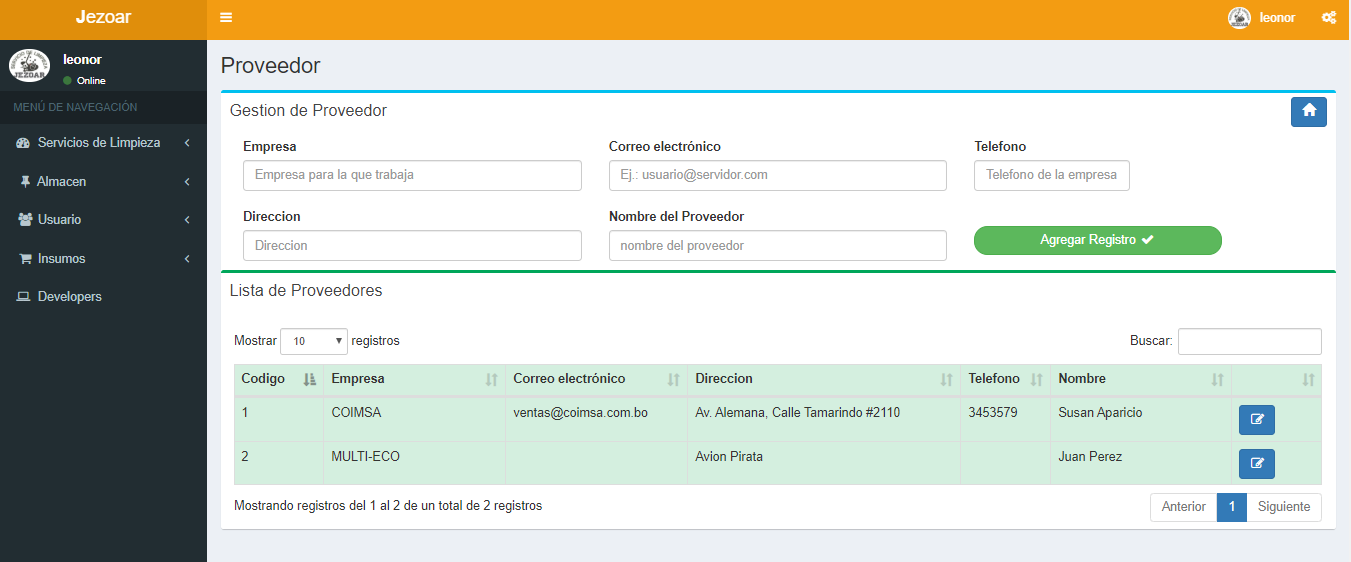 Jezoar
leonor
leonor
Online
MENÚ DE NAVEGACIÓN
Servicios de Limpieza
Almacen
Usuario
Insumos
Developers
Proveedor
Gestion de Proveedor
Empresa Correo electrónico Telefono
Empresa para la que trabaja Ej.: usuario@servidor.com Telefono de la empresa
Direccion Nombre del Proveedor
Direccion nombre del proveedor Agregar Registro
Lista de Proveedores
Mostrar 10 registros Buscar:
Codigo Empresa Correo electrónico Direccion Telefono Nombre
1 COIMSA ventas@coimsa.com.bo Av. Alemana, Calle Tamarindo #2110 3453579 Susan Aparicio
2 MULTI-ECO Avion Pirata Juan Perez
Mostrando registros del 1 al 2 de un total de 2 registros Anterior 1 Siguiente